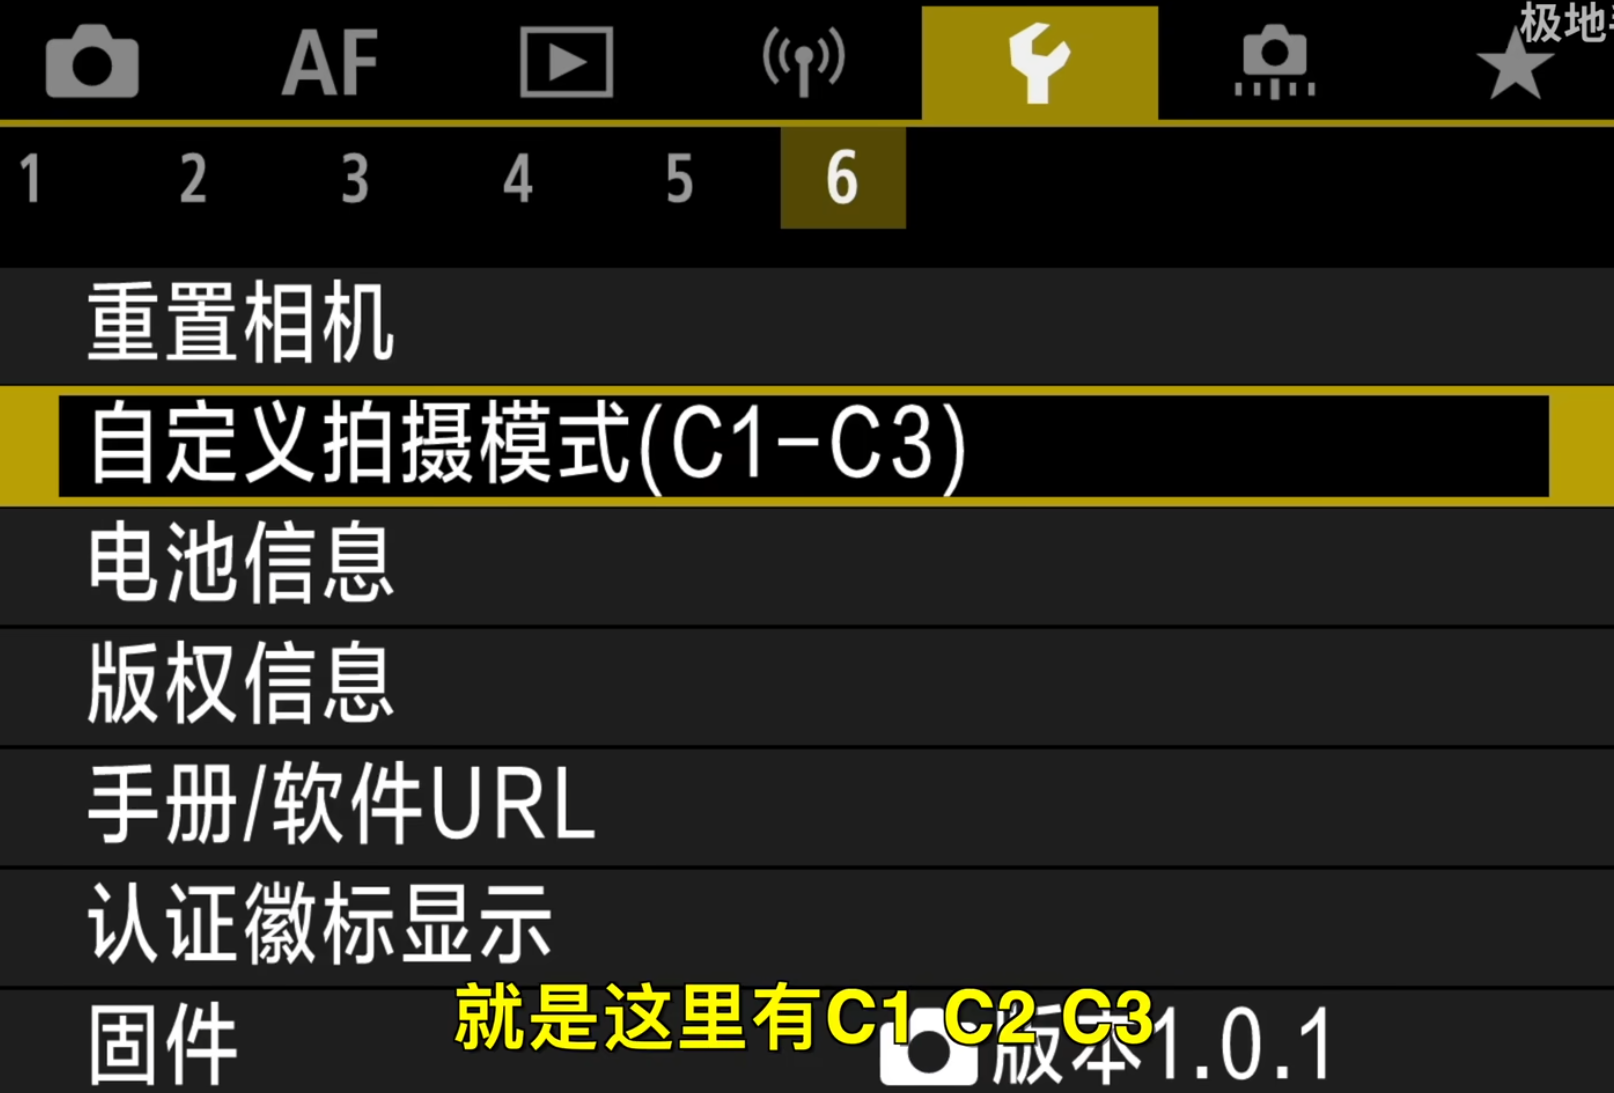 极地
AF
1 2 3 4 5 6
重置相机
自定义拍摄模式(C1-C3)
电池信息
版权信息
手册/软件URL
认证徽标显示
固件 版本1.0.1
就是这里有C1 C2 C3